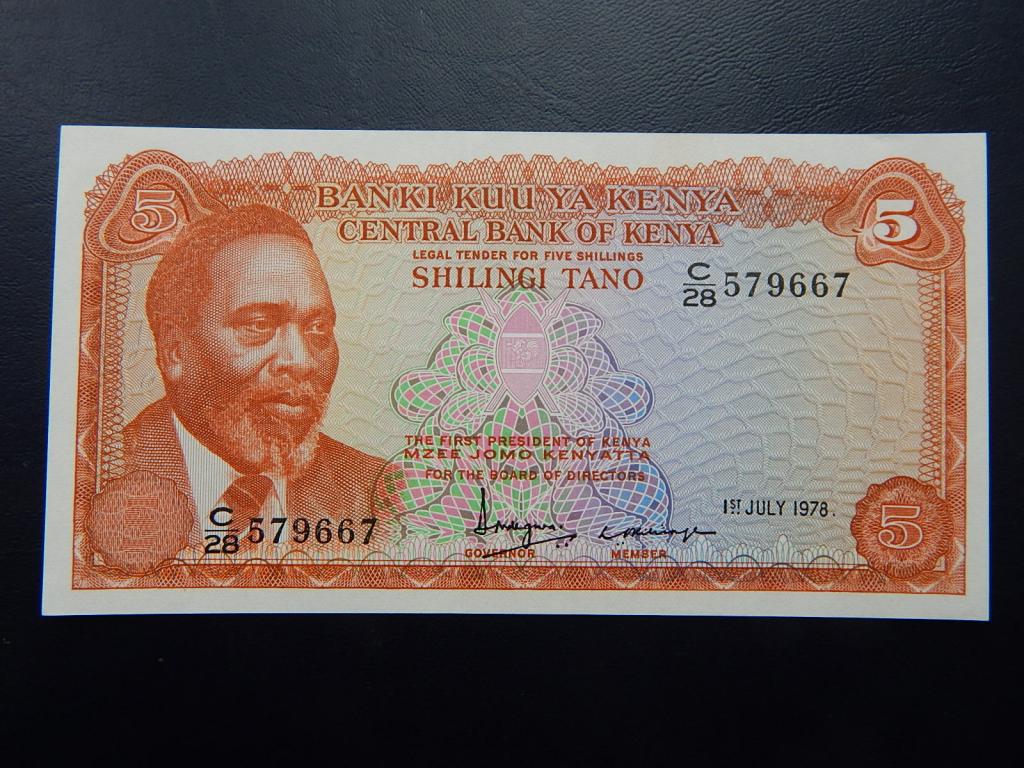 5
5
BANKI KUU YA KENYA
CENTRAL BANK OF KENYA
LEGAL TENDER FOR FIVE SHILLINGS
SHILINGI TANO
C/28 579667
THE FIRST PRESIDENT OF KENYA
MZEE JOMO KENYATTA
FOR THE BOARD OF DIRECTORS
1ST JULY 1978.
C/28 579667
GOVERNOR
MEMBER
5
5